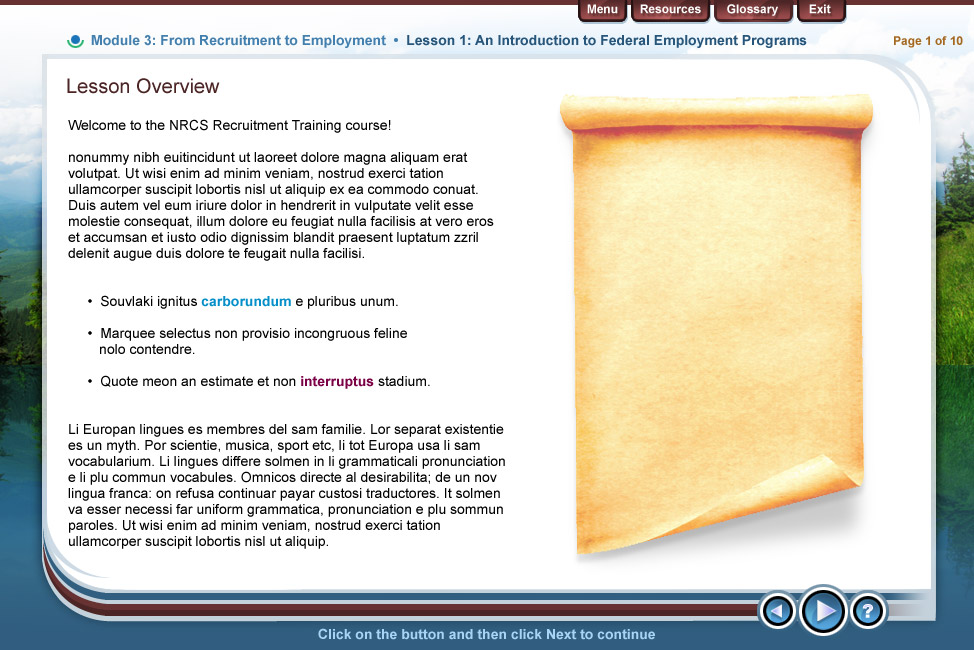 Menu Resources Glossary Exit
Module 3: From Recruitment to Employment • Lesson 1: An Introduction to Federal Employment Programs
Page 1 of 10
Lesson Overview
Welcome to the NRCS Recruitment Training course!
nonummy nibh euitincidunt ut laoreet dolore magna aliquam erat
volutpat. Ut wisi enim ad minim veniam, nostrud exerci tation
ullamcorper suscipit lobortis nisl ut aliquip ex ea commodo conuat.
Duis autem vel eum iriure dolor in hendrerit in vulputate velit esse
molestie consequat, illum dolore eu feugiat nulla facilisis at vero eros
et accumsan et iusto odio dignissim blandit praesent luptatum zzril
delenit augue duis dolore te feugait nulla facilisi.
• Souvlaki ignitus carborundum e pluribus unum.
• Marquee selectus non provisio incongruous feline
nolo contendre.
• Quote meon an estimate et non interruptus stadium.
Li Europan lingues es membres del sam familie. Lor separat existentie
es un myth. Por scientie, musica, sport etc, li tot Europa usa li sam
vocabularium. Li lingues differe solmen in li grammaticali pronunciation
e li plu commun vocabules. Omnicos directe al desirabilita; de un nov
lingua franca: on refusa continuar payar custosi traductores. It solmen
va esser necessi far uniform grammatica, pronunciation e plu sommun
paroles. Ut wisi enim ad minim veniam, nostrud exerci tation
ullamcorper suscipit lobortis nisl ut aliquip.
?
Click on the button and then click Next to continue